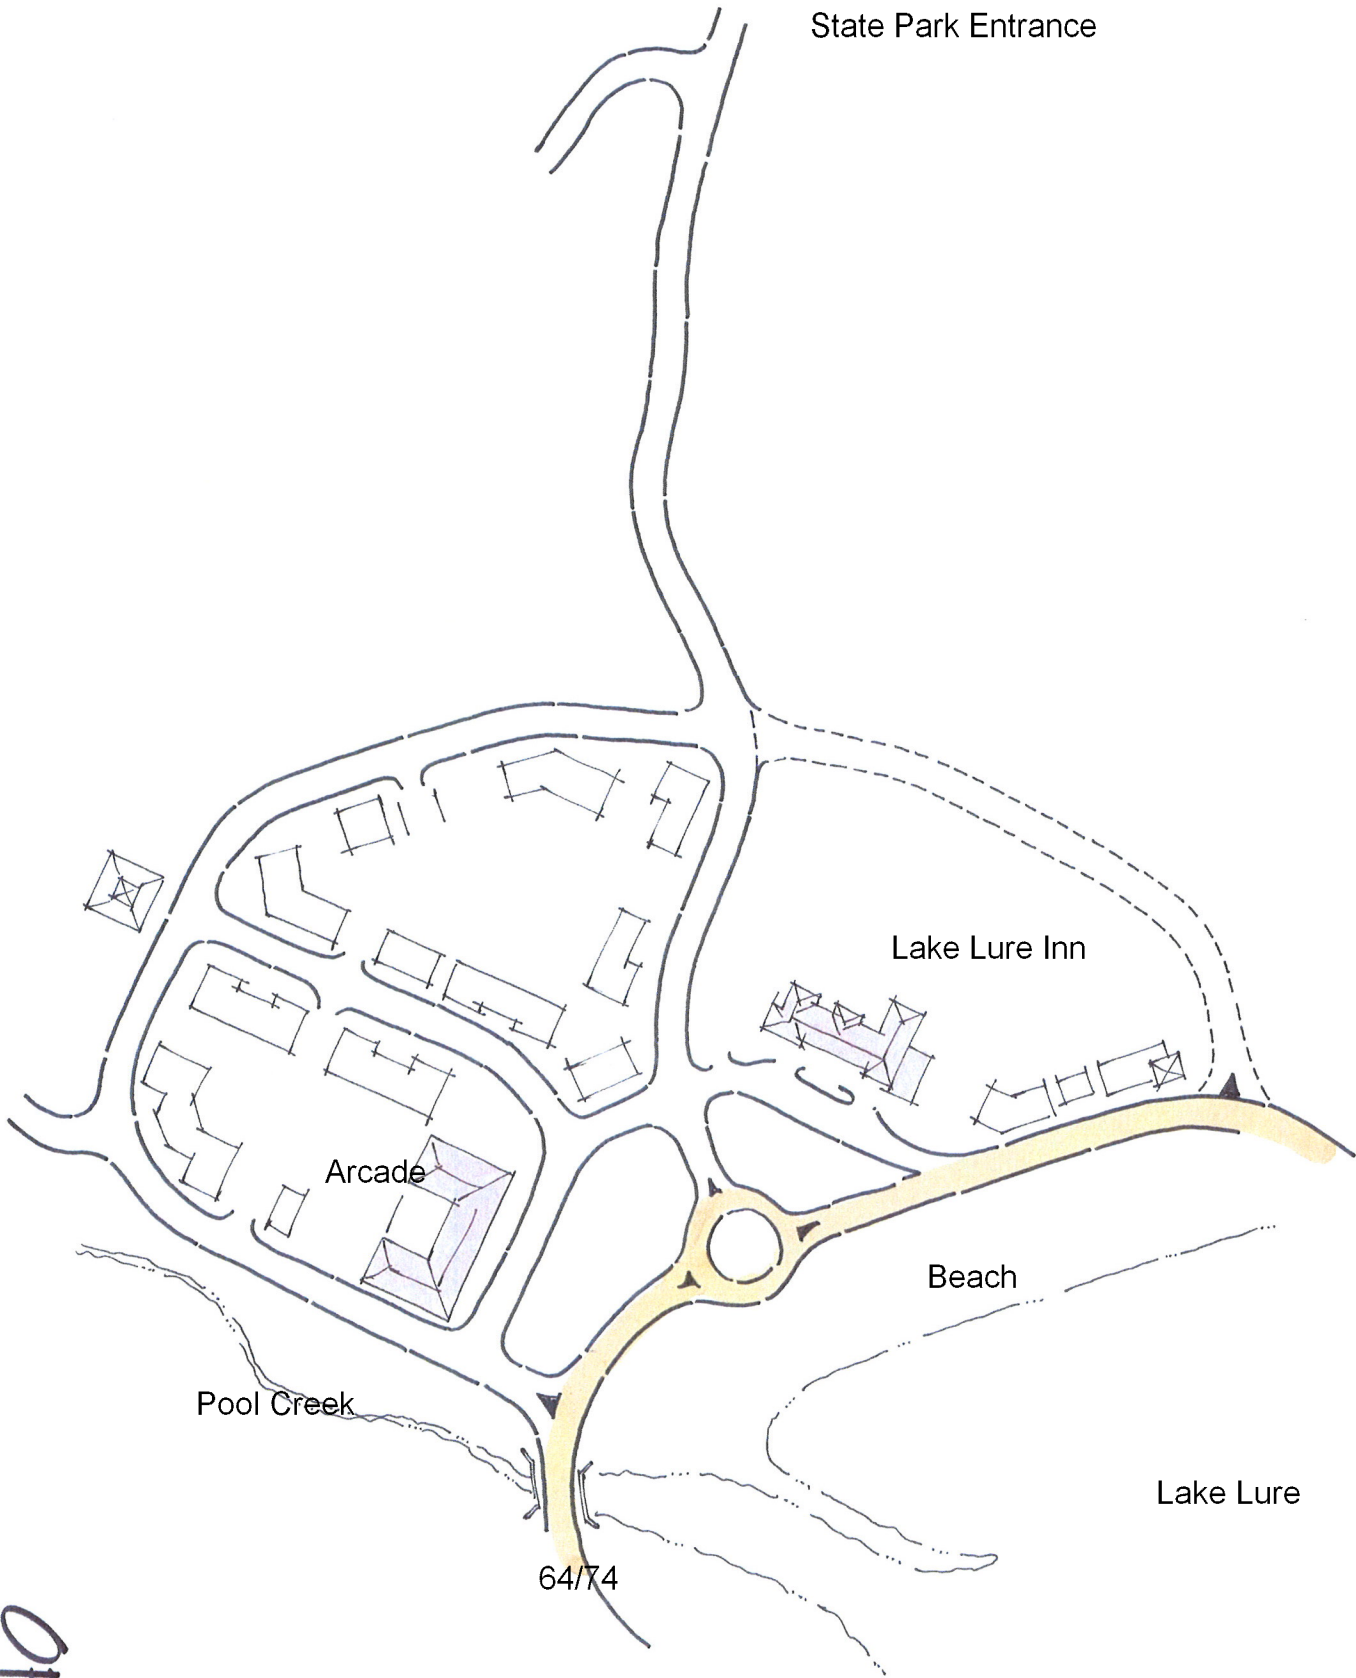 State Park Entrance
Lake Lure Inn
Arcade
Beach
Pool Creek
Lake Lure
64/74